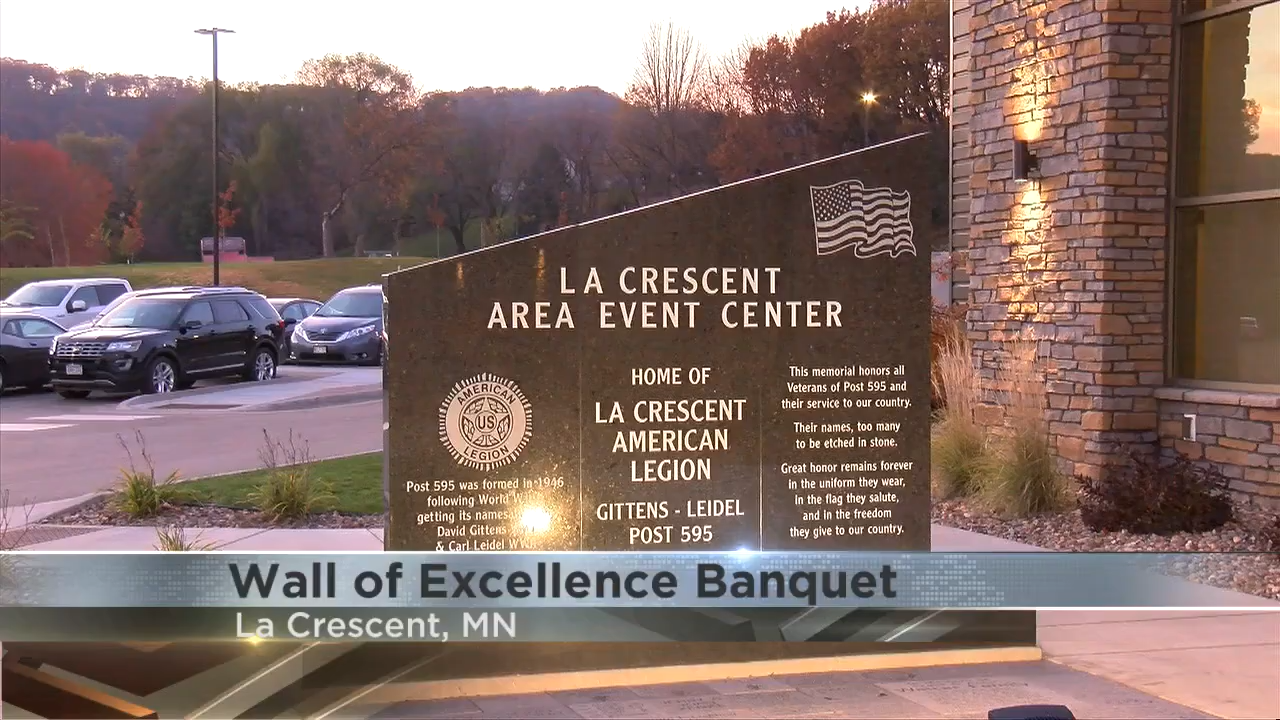 LA CRESCENT
AREA EVENT CENTER
AMERICAN
US
LEGION
Post 595 was formed in 1946
following World War
getting its names
David Gittens
& Carl Leidel
HOME OF
LA CRESCENT
AMERICAN
LEGION
GITTENS - LEIDEL
POST 595
This memorial honors all
Veterans of Post 595 and
their service to our country.
Their names, too many
to be etched in stone.
Great honor remains forever
in the uniform they wear,
in the flag they salute,
and in the freedom
they give to our country.
Wall of Excellence Banquet
La Crescent, MN